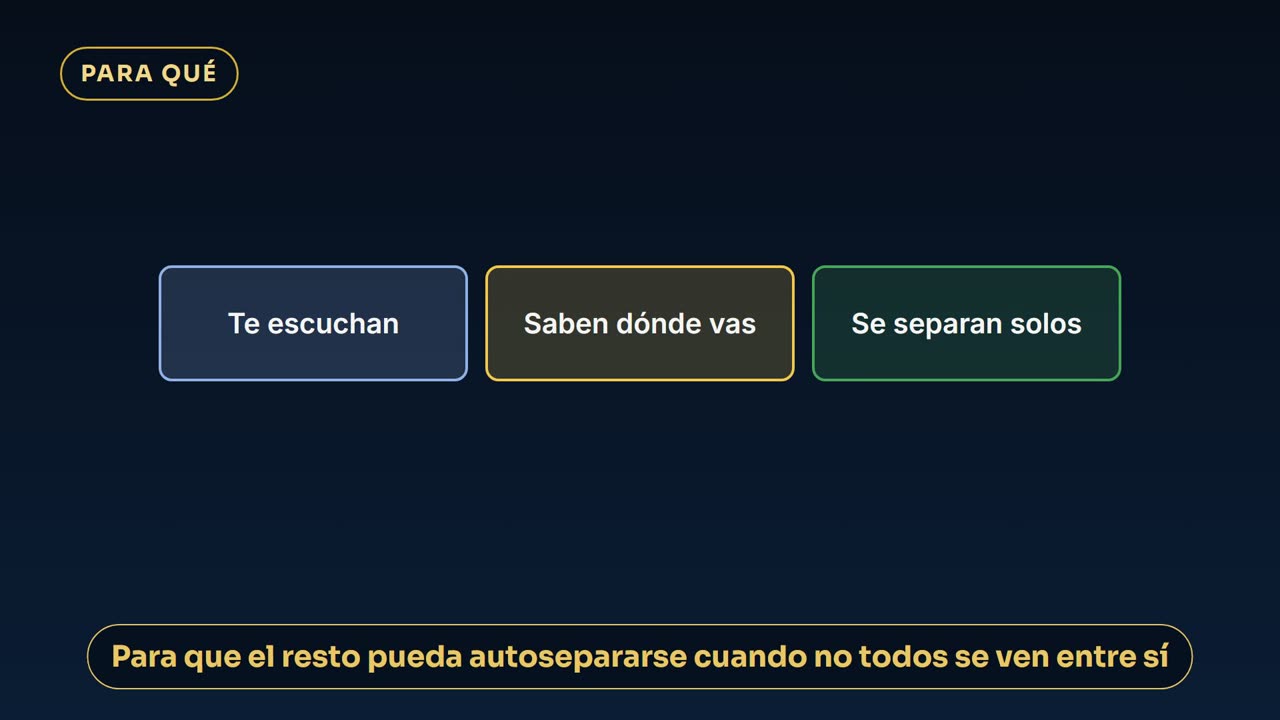 PARA QUÉ
Te escuchan
Saben dónde vas
Se separan solos
Para que el resto pueda autosepararse cuando no todos se ven entre sí